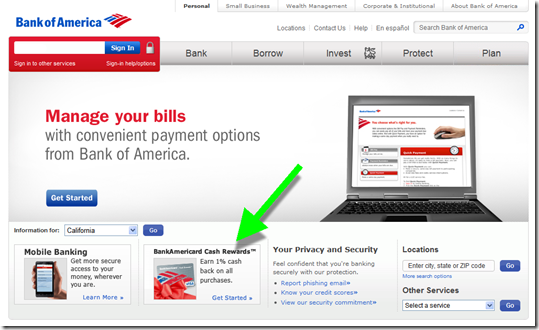 Personal Small Business Wealth Management Corporate & Institutional About Bank of America
Bank of America
Locations Contact Us Help En español Search Bank of America
Sign In
Sign in to other services Sign-in help/options
Bank Borrow Invest Protect Plan
Manage your bills
with convenient payment options
from Bank of America.
Get Started
Information for: California Go
Mobile Banking
Get more secure
access to your
money, wherever
you are.
Learn More »
BankAmericard Cash Rewards™
Earn 1% cash
back on all
purchases.
Get Started »
Your Privacy and Security
Feel confident that you're banking
securely with our protection.
Report phishing email»
Know your credit scores»
View our security commitment»
Locations
Enter city, state or ZIP code Go
More search options
Other Services
Select a service Go